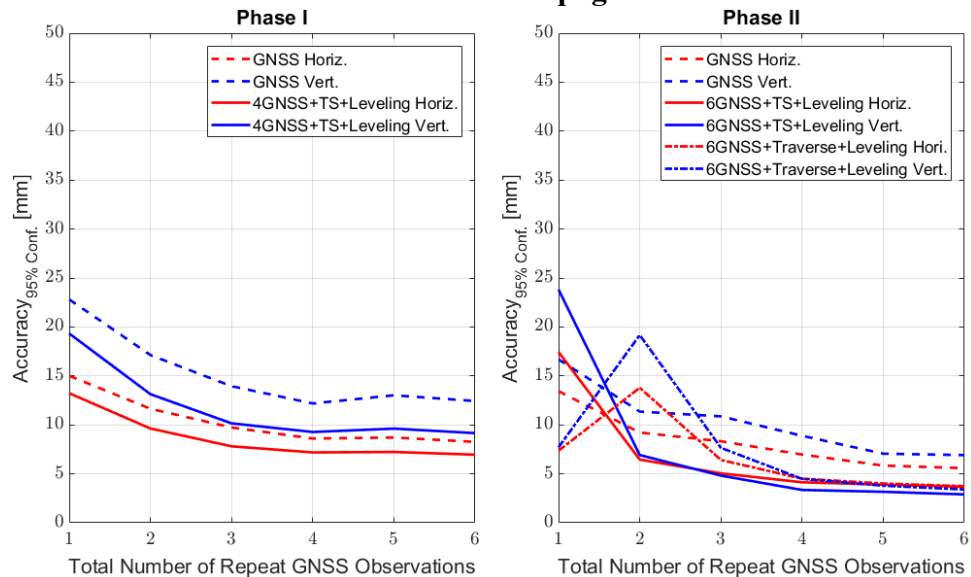 Phase I
50
45
40
35
30
25
20
15
10
5
0
1 2 3 4 5 6
Accuracy95% Conf. [mm]
Total Number of Repeat GNSS Observations
GNSS Horiz.
GNSS Vert.
4GNSS+TS+Leveling Horiz.
4GNSS+TS+Leveling Vert.
Phase II
50
45
40
35
30
25
20
15
10
5
0
1 2 3 4 5 6
Accuracy95% Conf. [mm]
Total Number of Repeat GNSS Observations
GNSS Horiz.
GNSS Vert.
6GNSS+TS+Leveling Horiz.
6GNSS+TS+Leveling Vert.
6GNSS+Traverse+Leveling Hori.
6GNSS+Traverse+Leveling Vert.